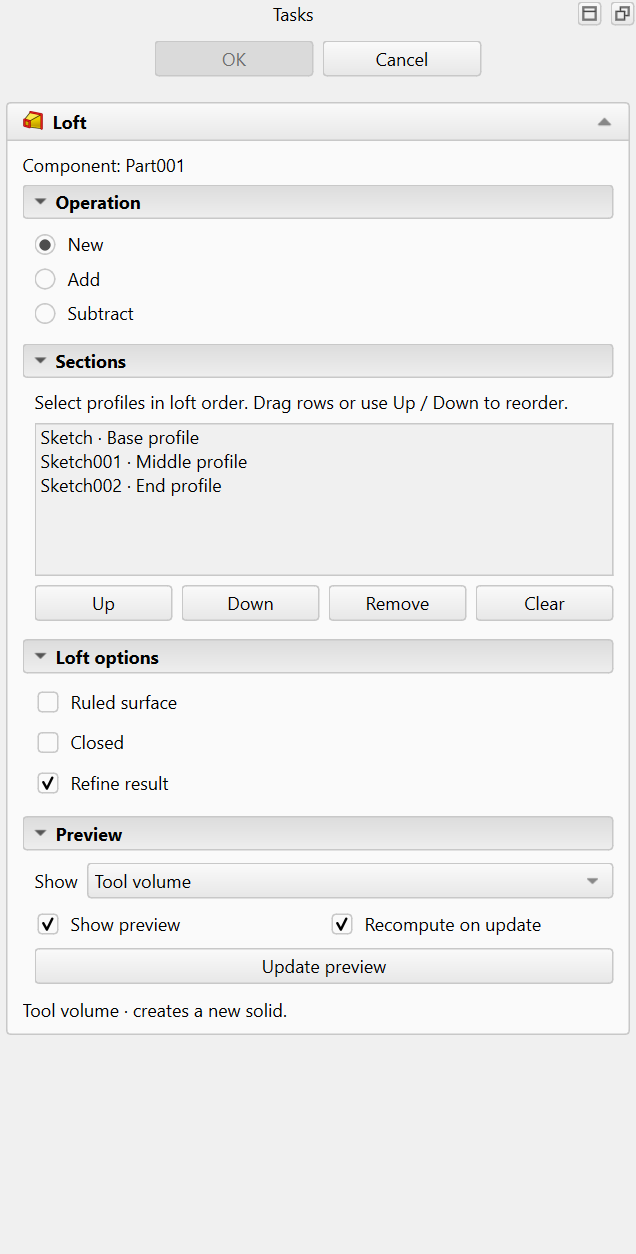 Tasks
OK Cancel
Loft
Component: Part001
Operation
New
Add
Subtract
Sections
Select profiles in loft order. Drag rows or use Up / Down to reorder.
Sketch · Base profile
Sketch001 · Middle profile
Sketch002 · End profile
Up Down Remove Clear
Loft options
Ruled surface
Closed
Refine result
Preview
Show Tool volume
Show preview Recompute on update
Update preview
Tool volume · creates a new solid.